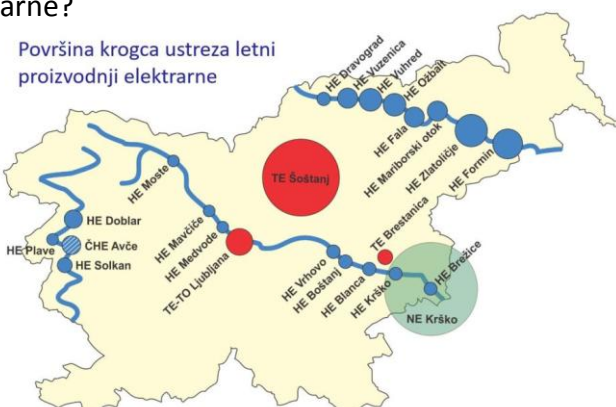 arne?
Površina krogca ustreza letni
proizvodnji elektrarne
HE Dravograd
HE Vuzenica
HE Vuhred
HE Ožbalt
HE Fala
HE Mariborski otok
HE Zlatoličje
HE Formin
TE Šoštanj
HE Moste
HE Mavčiče
HE Medvode
TE-TO Ljubljana
HE Doblar
HE Plave
ČHE Avče
HE Solkan
HE Vrhovo
HE Boštanj
HE Blanca
HE Krško
TE Brestanica
HE Brežice
NE Krško